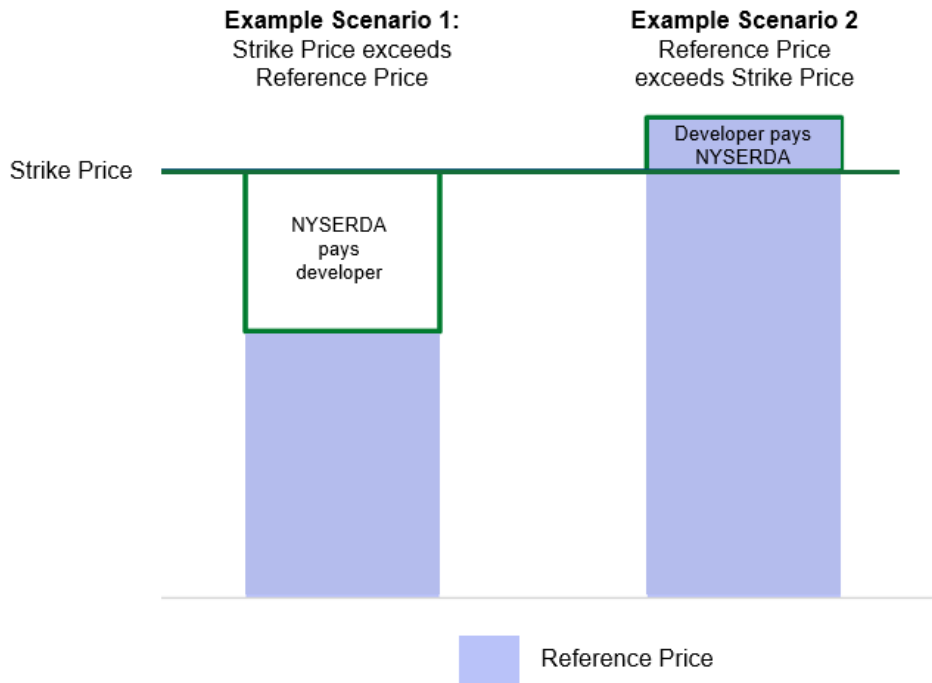 Example Scenario 1:
Strike Price exceeds
Reference Price
Example Scenario 2
Reference Price
exceeds Strike Price
Strike Price
NYSERDA
pays
developer
Developer pays
NYSERDA
Reference Price